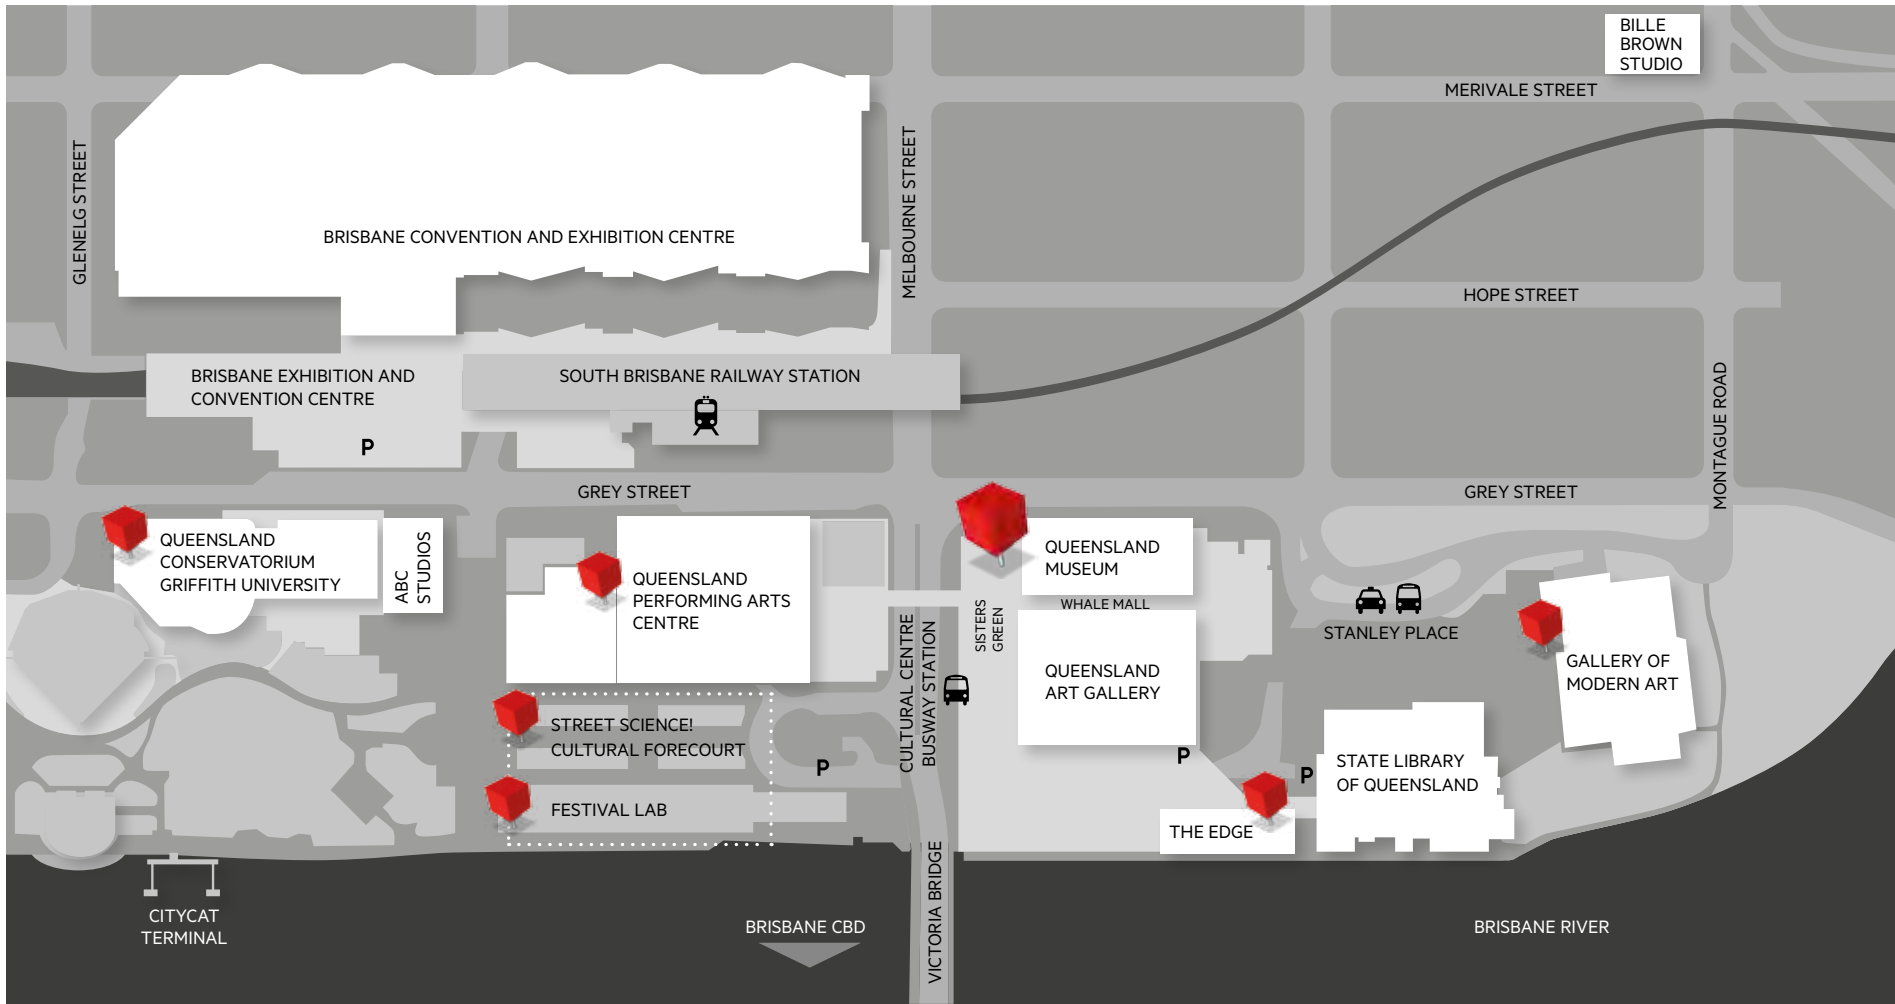 BILLE
BROWN
STUDIO
MERIVALE STREET
GLENELG STREET
BRISBANE CONVENTION AND EXHIBITION CENTRE
MELBOURNE STREET
HOPE STREET
BRISBANE EXHIBITION AND
CONVENTION CENTRE
P
SOUTH BRISBANE RAILWAY STATION
MONTAGUE ROAD
GREY STREET
GREY STREET
QUEENSLAND
CONSERVATORIUM
GRIFFITH UNIVERSITY
ABC
STUDIOS
QUEENSLAND
PERFORMING ARTS
CENTRE
QUEENSLAND
MUSEUM
WHALE MALL
SISTERS
GREEN
STANLEY PLACE
CULTURAL CENTRE
BUSWAY STATION
QUEENSLAND
ART GALLERY
GALLERY OF
MODERN ART
STREET SCIENCE!
CULTURAL FORECOURT
P
P
P
STATE LIBRARY
OF QUEENSLAND
FESTIVAL LAB
THE EDGE
CITYCAT
TERMINAL
BRISBANE CBD
VICTORIA BRIDGE
BRISBANE RIVER